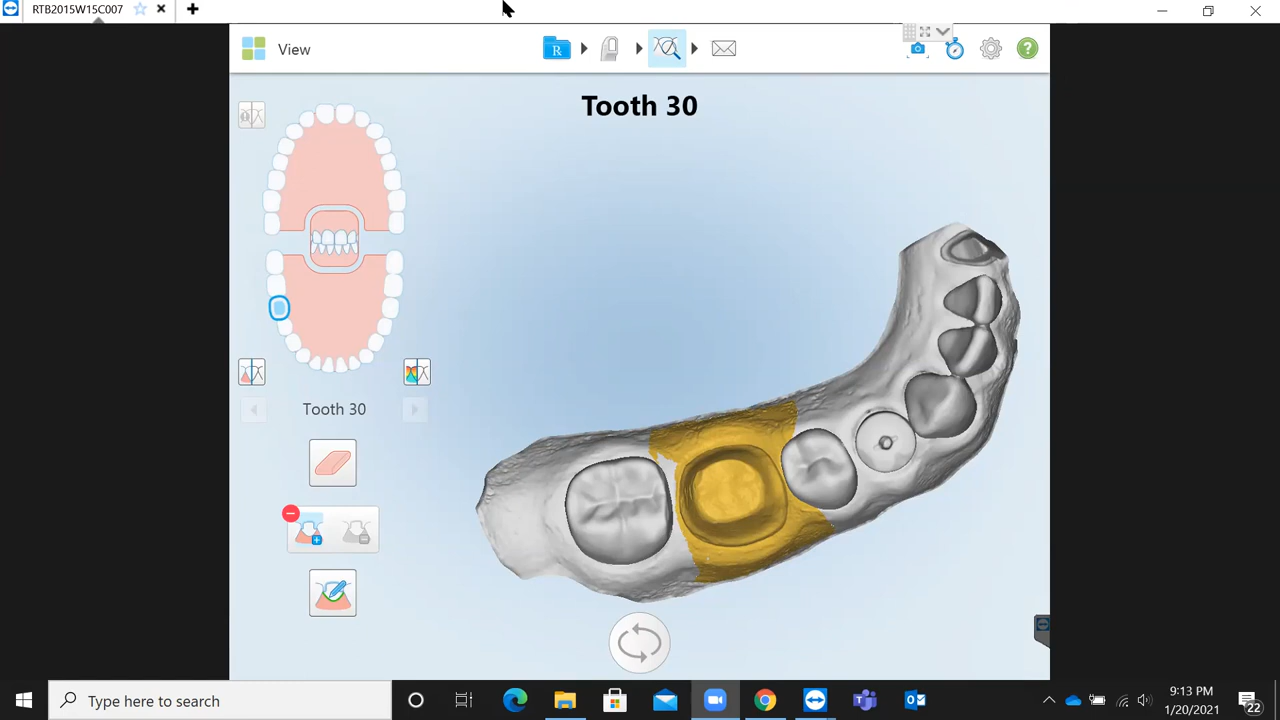 RTB2015W15C007
View
R
?
Tooth 30
Tooth 30
Type here to search
9:13 PM
1/20/2021
22